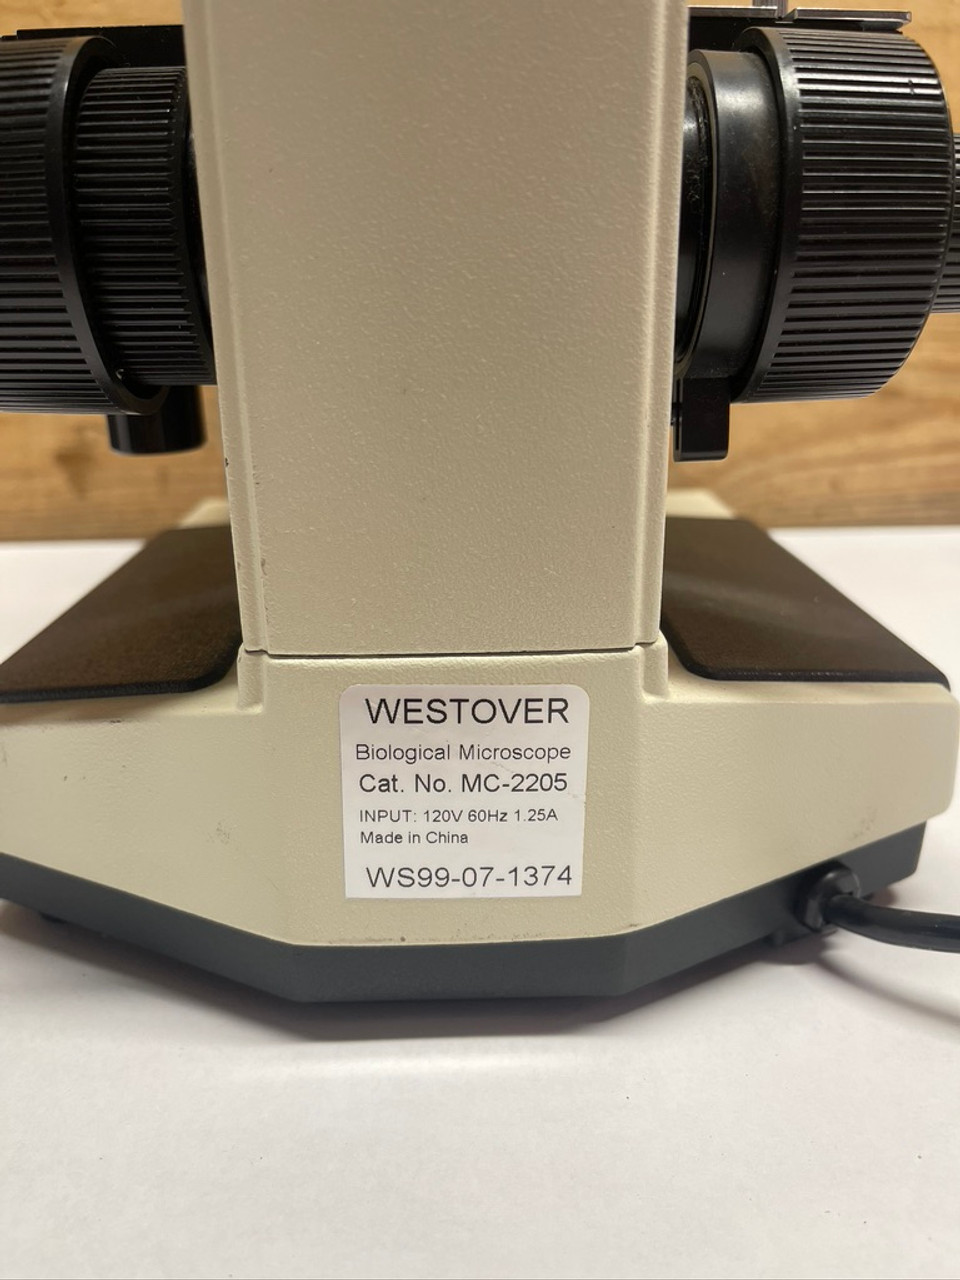 WESTOVER
Biological Microscope
Cat. No. MC-2205
INPUT: 120V 60Hz 1.25A
Made in China
WS99-07-1374